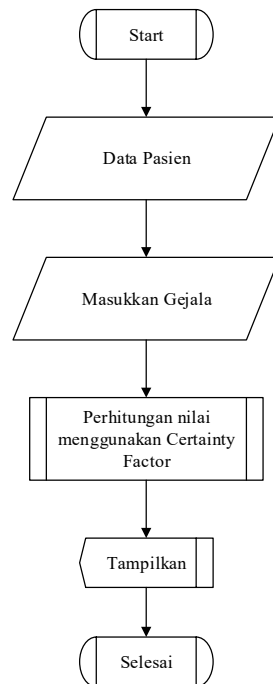 Start
Data Pasien
Masukkan Gejala
Perhitungan nilai
menggunakan Certainty
Factor
Tampilkan
Selesai